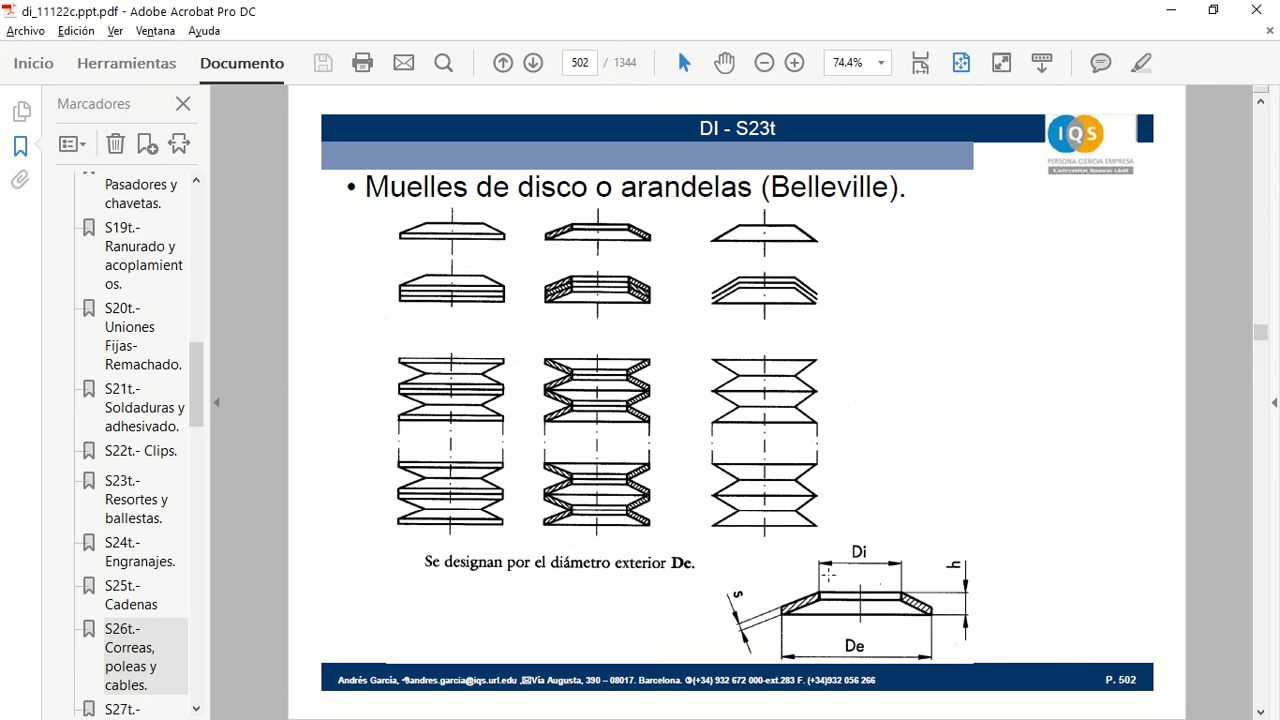 di_11122c.ppt.pdf - Adobe Acrobat Pro DC
Archivo Edición Ver Ventana Ayuda
Inicio Herramientas Documento
502 / 1344
74.4%
Marcadores
Pasadores y
chavetas.
S19t.-
Ranurado y
acoplamient
os.
S20t.-
Uniones
Fijas-
Remachado.
S21t.-
Soldaduras y
adhesivado.
S22t.- Clips.
S23t.-
Resortes y
ballestas.
S24t.-
Engranajes.
S25t.-
Cadenas
S26t.-
Correas,
poleas y
cables.
S27t.-
DI - S23t
IQS
PERSONA CIENCIA EMPRESA
• Muelles de disco o arandelas (Belleville).
Se designan por el diámetro exterior De.
Di
h
s
De
Andrés García, andres.garcia@iqs.url.edu ,Vía Augusta, 390 – 08017. Barcelona. (+34) 932 672 000-ext.283 F. (+34)932 056 266
P. 502